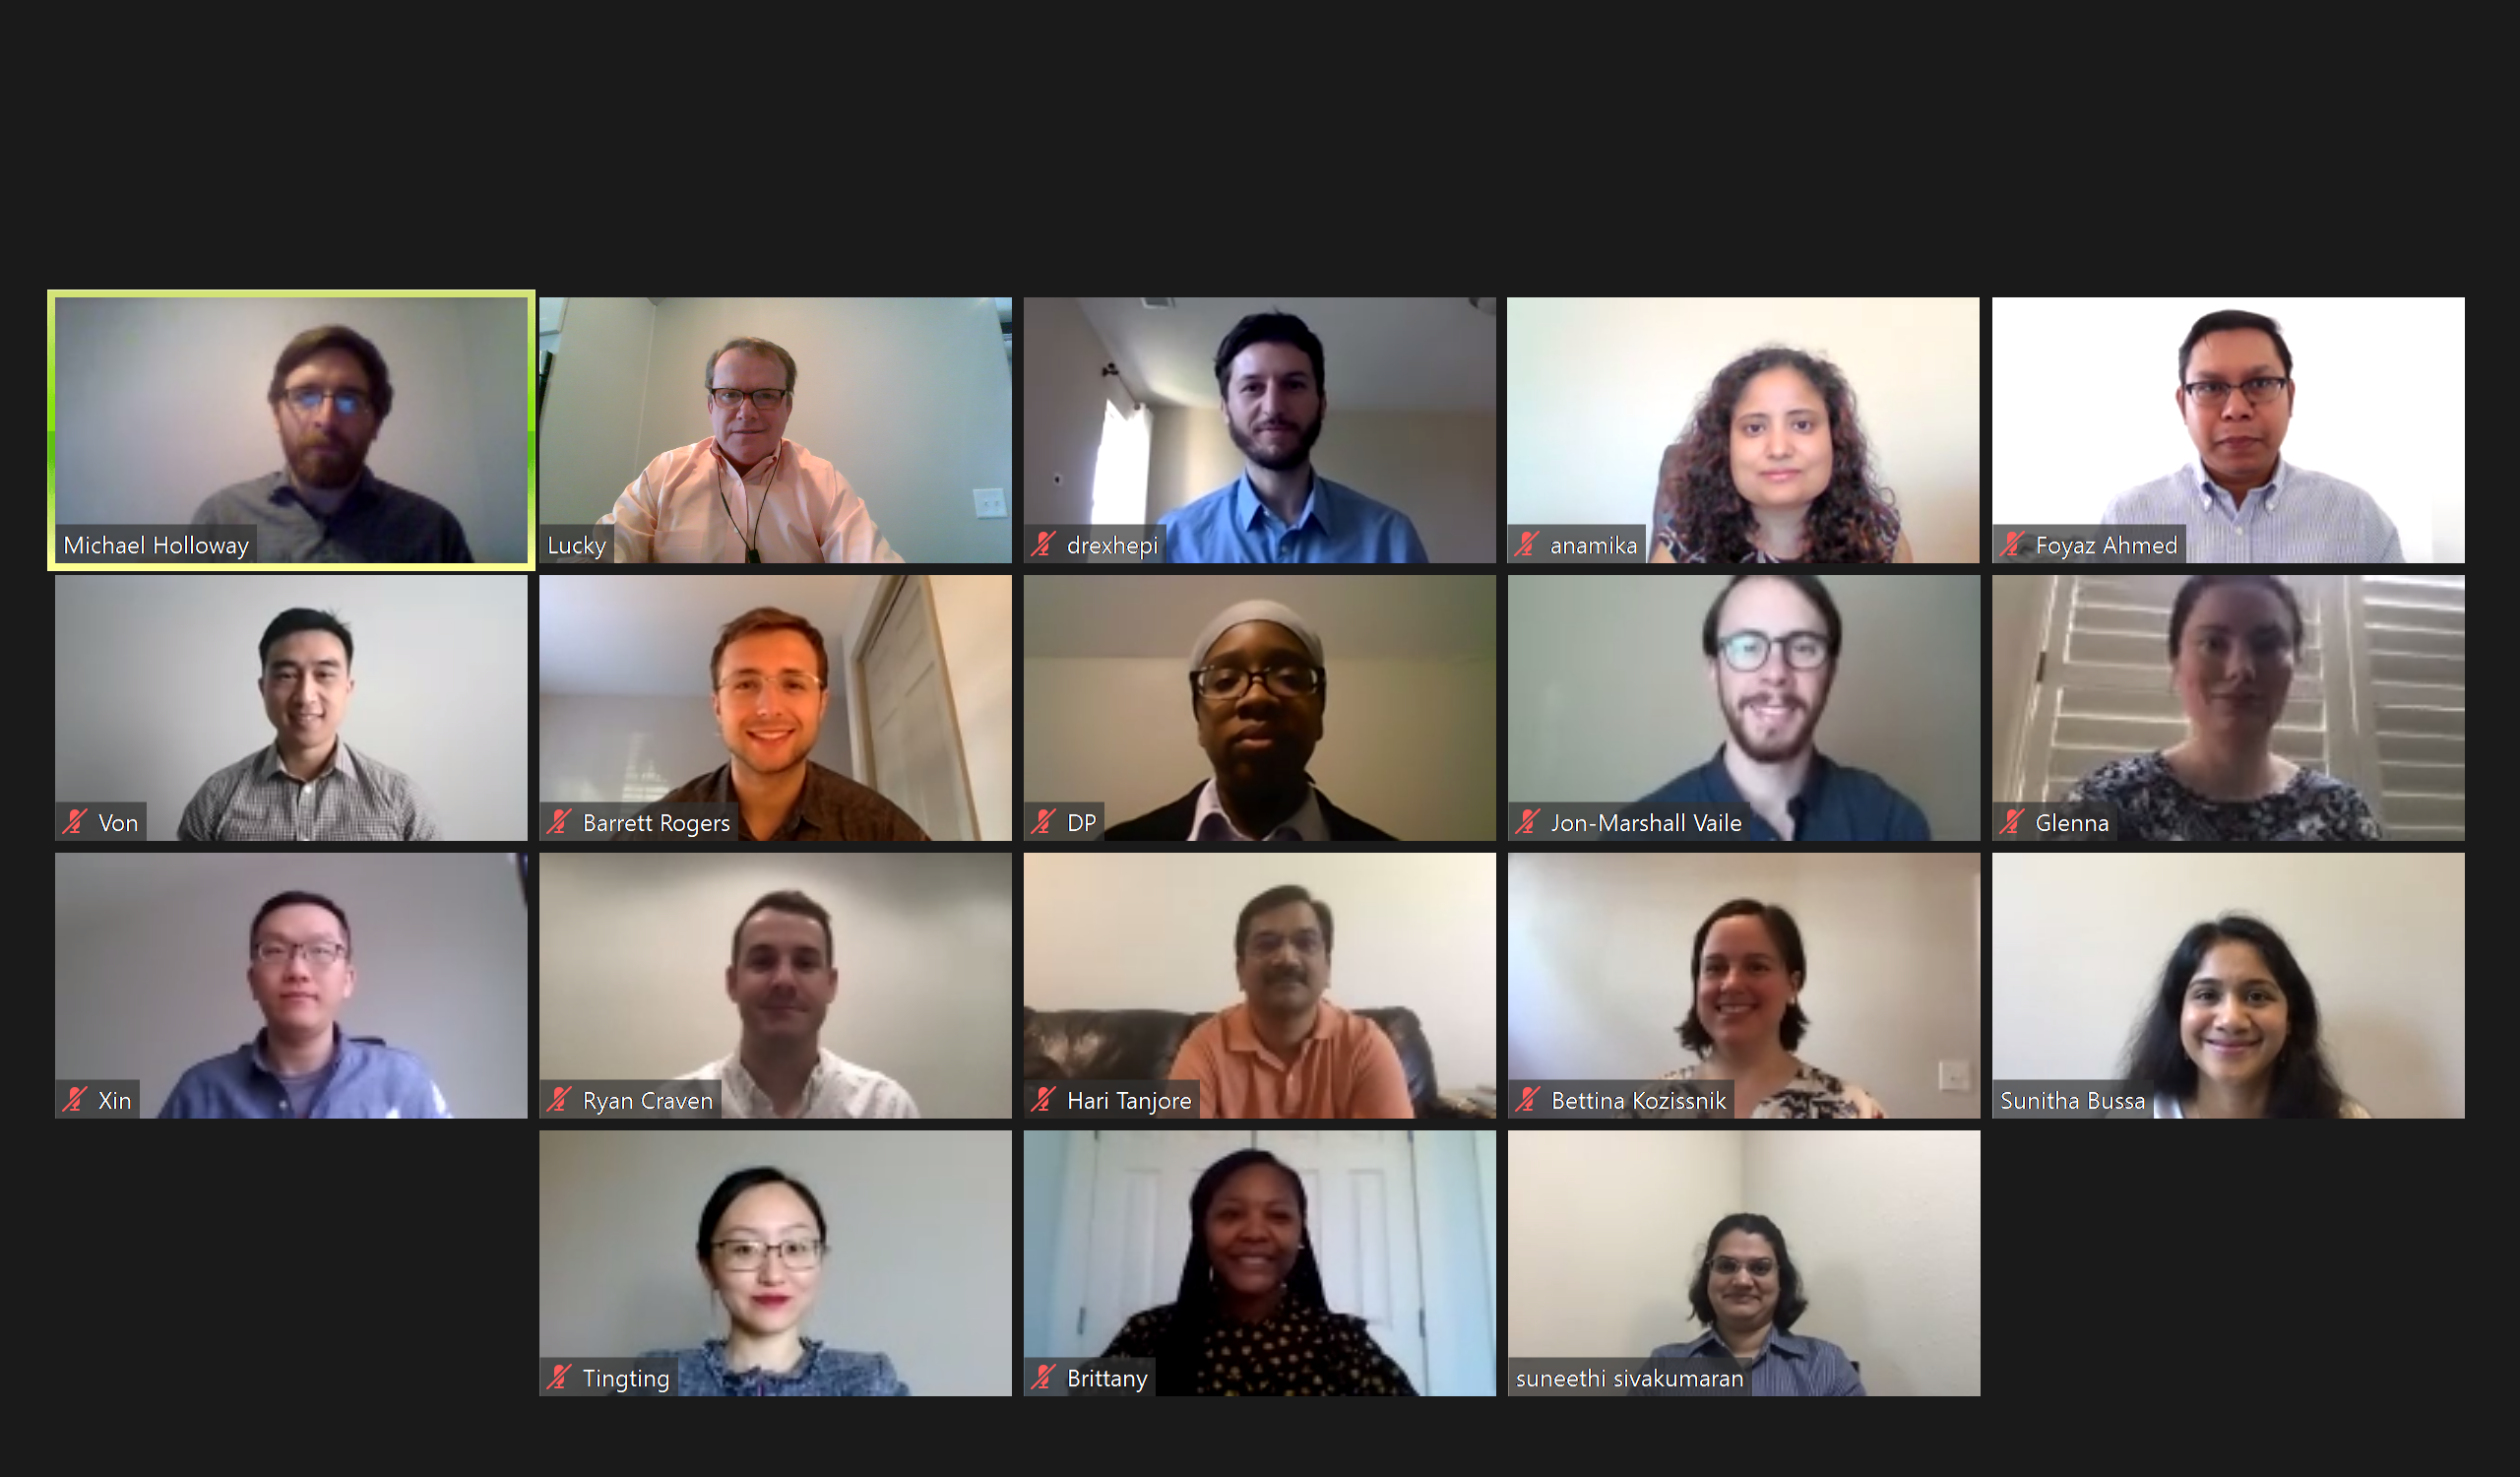 Michael Holloway
Lucky
drexhepi
anamika
Foyaz Ahmed
Von
Barrett Rogers
DP
Jon-Marshall Vaile
Glenna
Xin
Ryan Craven
Hari Tanjore
Bettina Kozissnik
Sunitha Bussa
Tingting
Brittany
suneethi sivakumaran